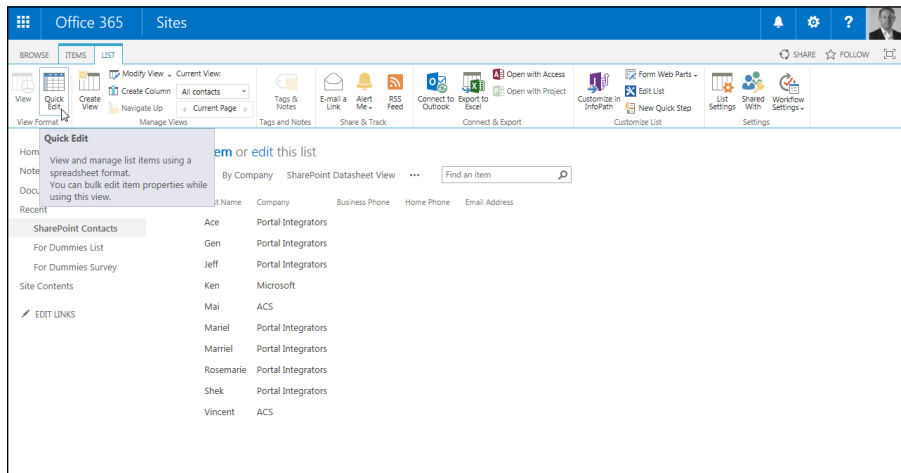 Office 365 Sites ?
BROWSE ITEMS LIST SHARE FOLLOW
View Quick Edit Create View Modify View Current View: Create Column All contacts Navigate Up Current Page Tags & Notes E-mail a Link Alert Me RSS Feed Connect to Outlook Export to Excel Open with Access Open with Project Customize in InfoPath Form Web Parts Edit List New Quick Step List Settings Shared With Workflow Settings
View Format Manage Views Tags and Notes Share & Track Connect & Export Customize List Settings
Quick Edit
View and manage list items using a
spreadsheet format.
You can bulk edit item properties while
using this view.
Hom em or edit this list
Note By Company SharePoint Datasheet View ••• Find an item
Docu
Recent st Name Company Business Phone Home Phone Email Address
SharePoint Contacts
For Dummies List
For Dummies Survey
Site Contents
EDIT LINKS
Ace Portal Integrators
Gen Portal Integrators
Jeff Portal Integrators
Ken Microsoft
Mai ACS
Mariel Portal Integrators
Marriel Portal Integrators
Rosemarie Portal Integrators
Shek Portal Integrators
Vincent ACS